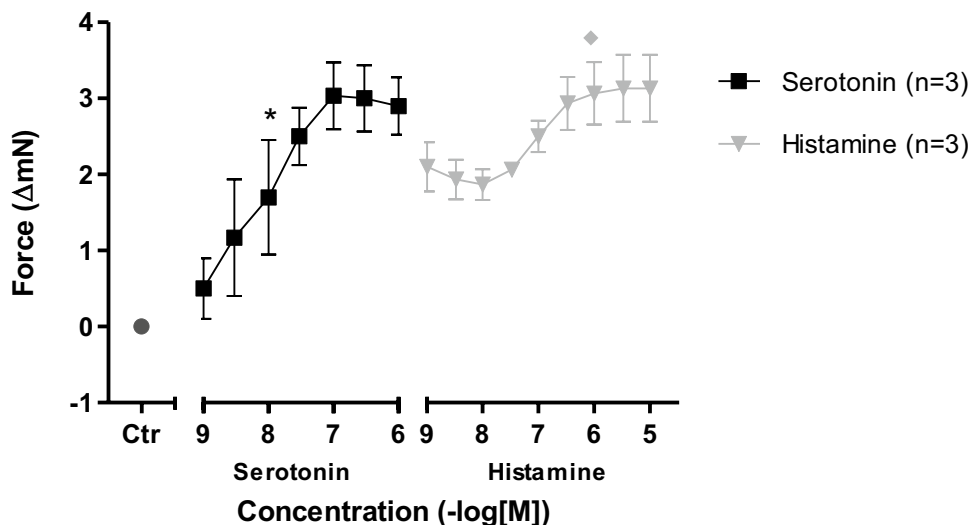 4
3
2
1
0
-1
Force (ΔmN)
*
Ctr 9 8 7 6 9 8 7 6 5
Serotonin Histamine
Concentration (-log[M])
Serotonin (n=3)
Histamine (n=3)